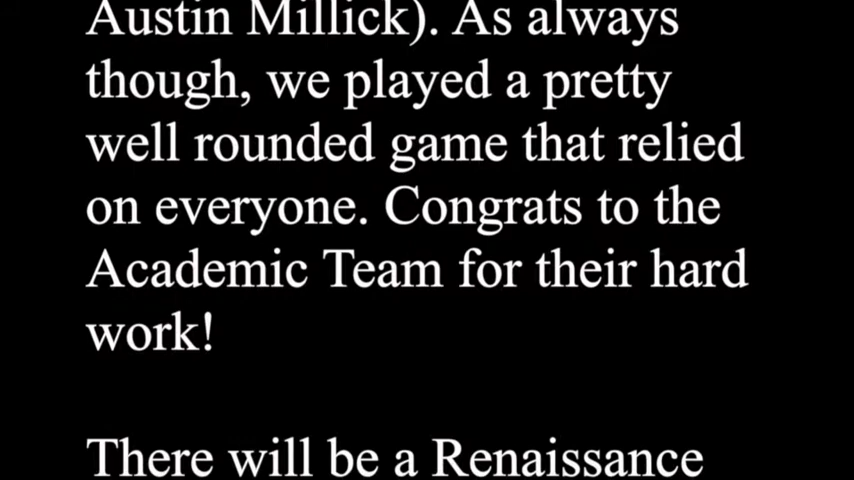 Austin Millick). As always
though, we played a pretty
well rounded game that relied
on everyone. Congrats to the
Academic Team for their hard
work!
There will be a Renaissance